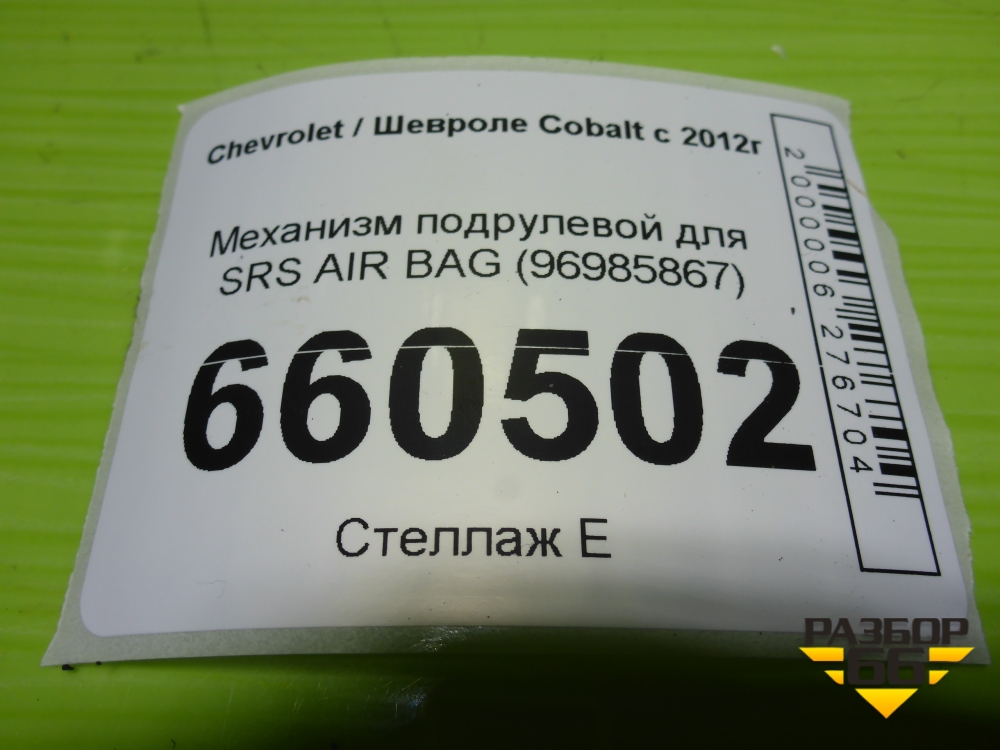 Chevrolet / Шевроле Cobalt с 2012г
Механизм подрулевой для
SRS AIR BAG (96985867)
660502
Стеллаж Е
2000006276704
РАЗБОР
66